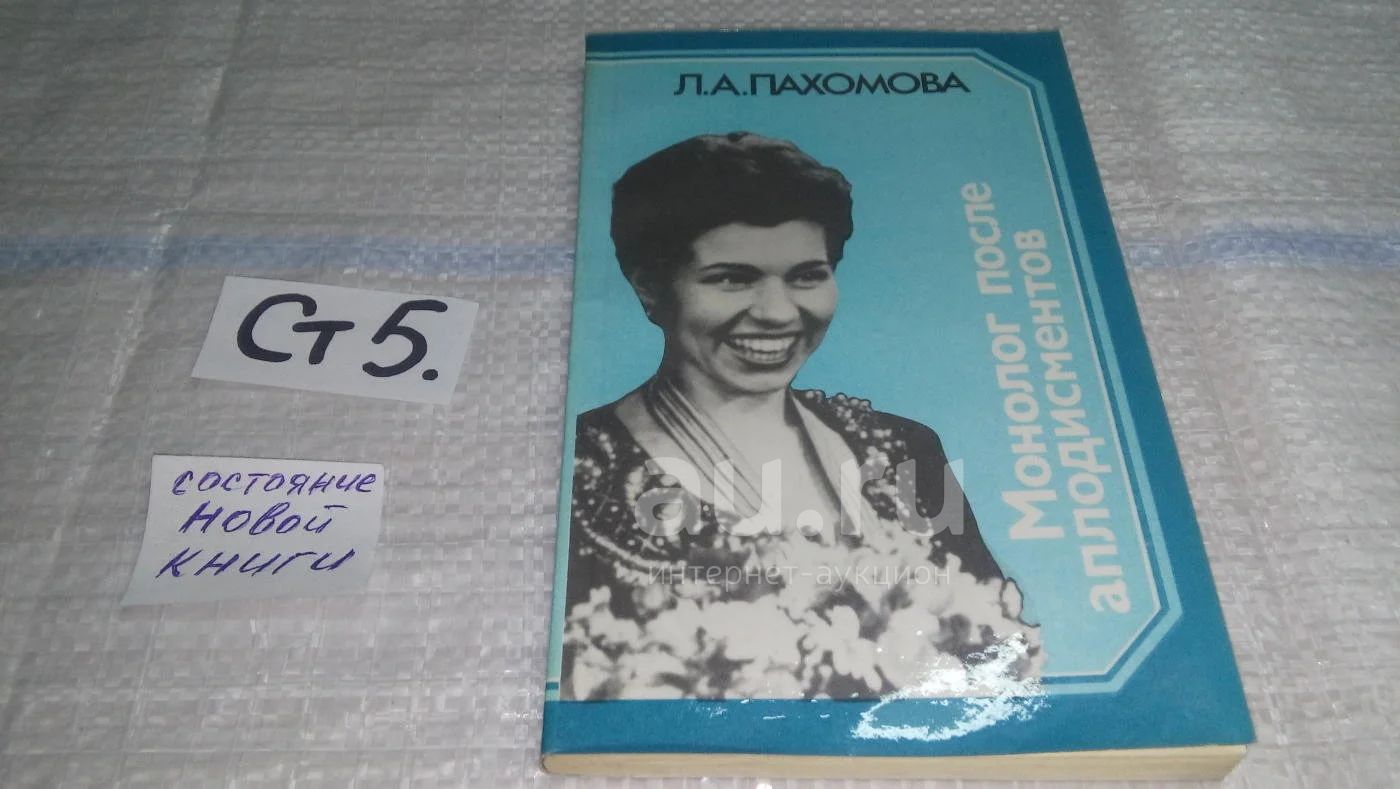 Л.А.ПАХОМОВА
Монолог после
аплодисментов
Ст 5.
состояние
новой
книги
au.ru
интернет-аукцион